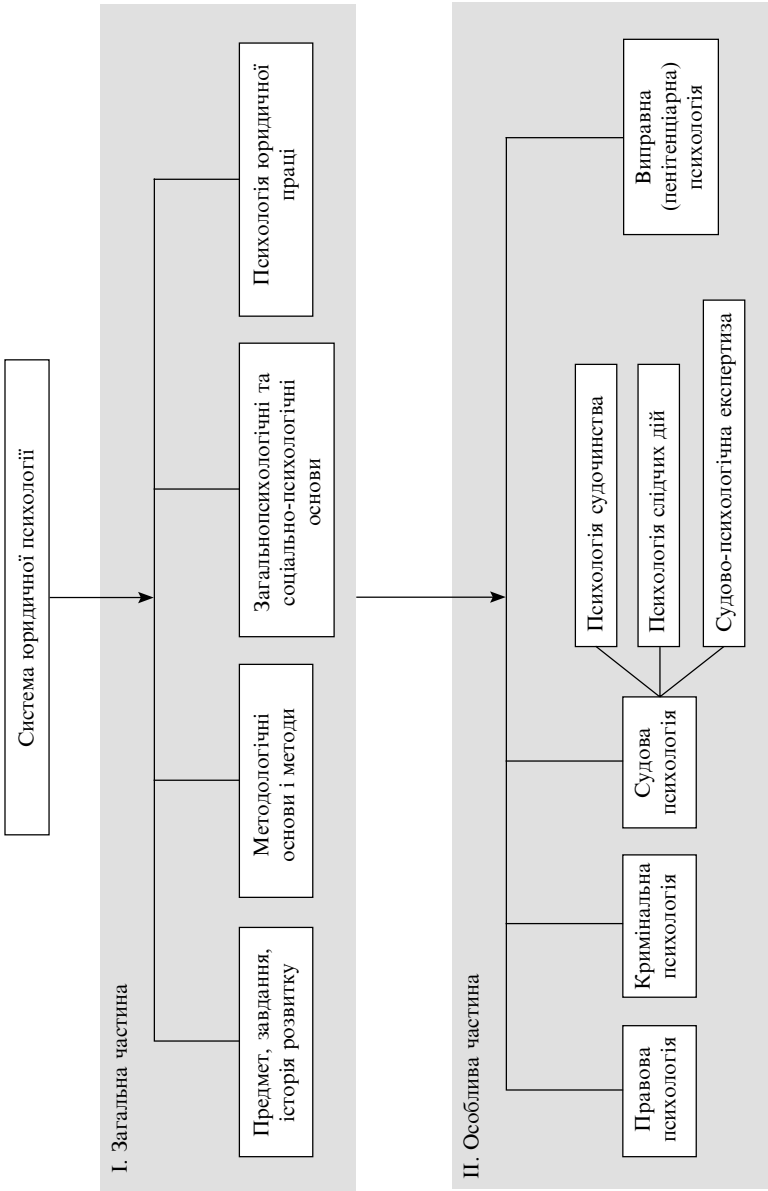 Система юридичної психології
I. Загальна частина
Предмет, завдання,
історія розвитку
Методологічні
основи і методи
Загальнопсихологічні та
соціально-психологічні
основи
Психологія юридичної
праці
II. Особлива частина
Правова
психологія
Кримінальна
психологія
Судова
психологія
Психологія судочинства
Психологія слідчих дій
Судово-психологічна експертиза
Виправна
(пенітенціарна)
психологія